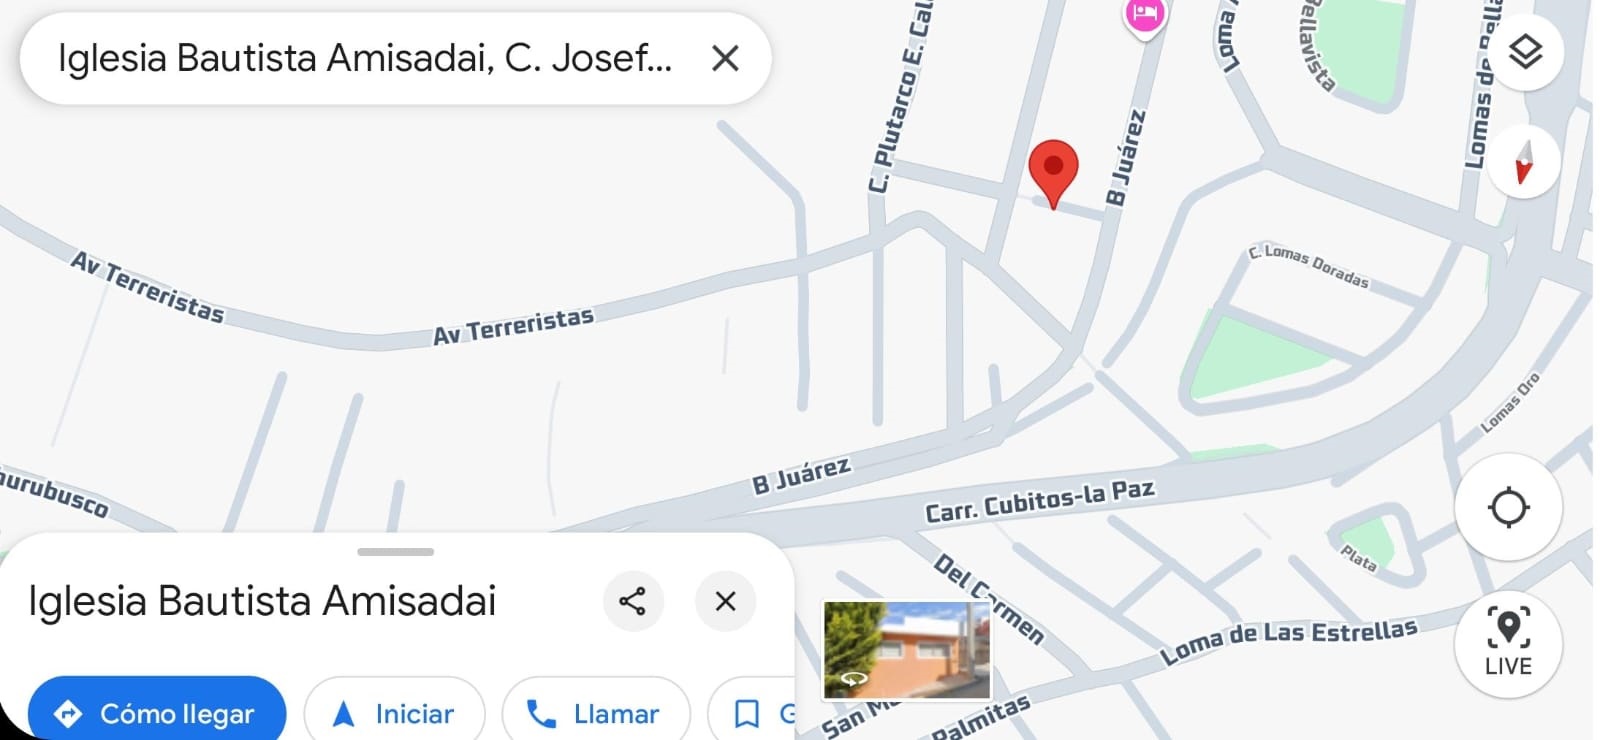 Iglesia Bautista Amisadai, C. Josef...
C. Plutarco E. Cal
B Juárez
Loma
Bellavista
Lomas de
Av Terreristas
Av Terreristas
C. Lomas Doradas
Lomas Oro
B Juárez
Carr. Cubitos-la Paz
hurubusco
Plata
Del Carmen
Loma de Las Estrellas
San M
Palmitas
LIVE
Iglesia Bautista Amisadai
Cómo llegar
Iniciar
Llamar
G